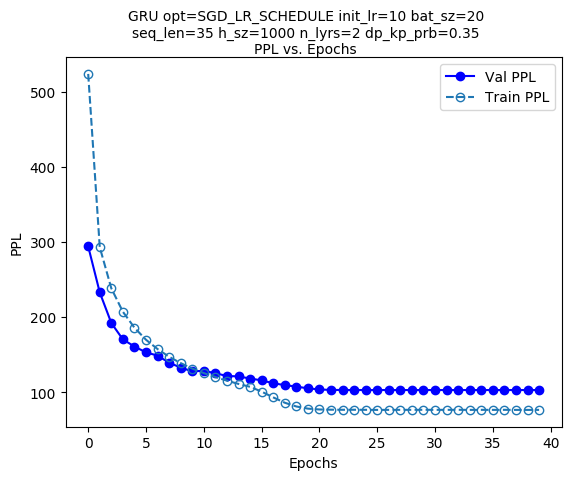 GRU opt=SGD_LR_SCHEDULE init_lr=10 bat_sz=20
seq_len=35 h_sz=1000 n_lyrs=2 dp_kp_prb=0.35
PPL vs. Epochs
Val PPL
Train PPL
500
400
300
200
100
PPL
0 5 10 15 20 25 30 35 40
Epochs